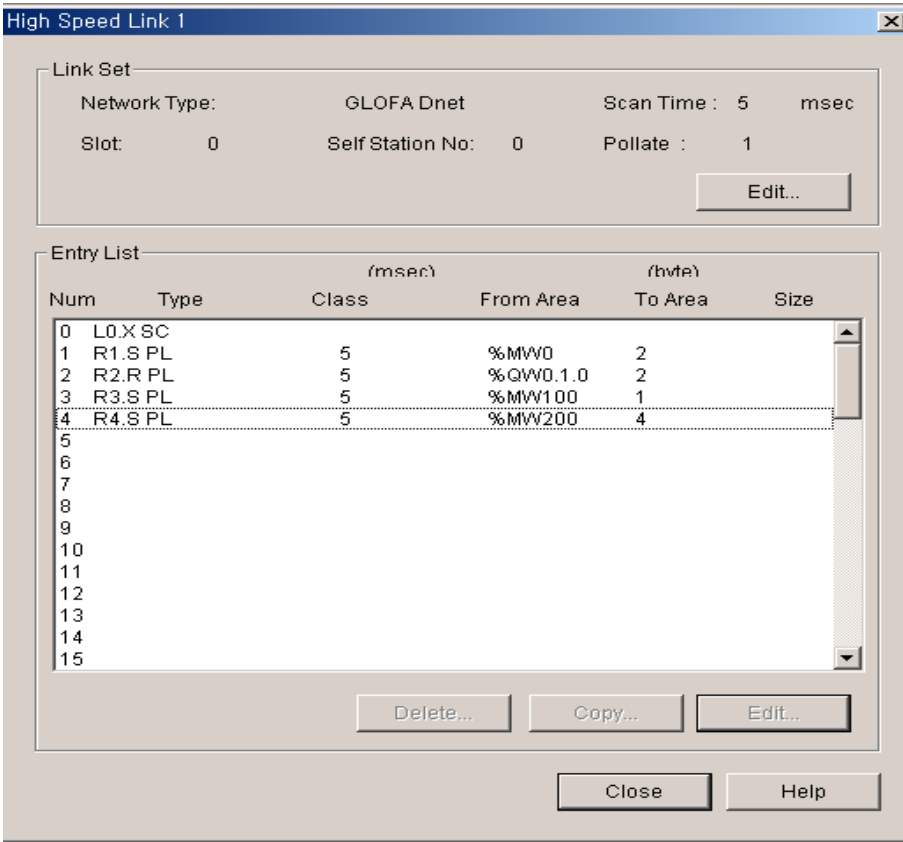 High Speed Link 1
Link Set
Network Type: GLOFA Dnet Scan Time : 5 msec
Slot: 0 Self Station No: 0 Pollate : 1
Edit...
Entry List
(msec) (byte)
Num Type Class From Area To Area Size
0 L0.X SC
1 R1.S PL 5 %MW0 2
2 R2.R PL 5 %QW0.1.0 2
3 R3.S PL 5 %MW100 1
4 R4.S PL 5 %MW200 4
5
6
7
8
9
10
11
12
13
14
15
Delete... Copy... Edit...
Close Help